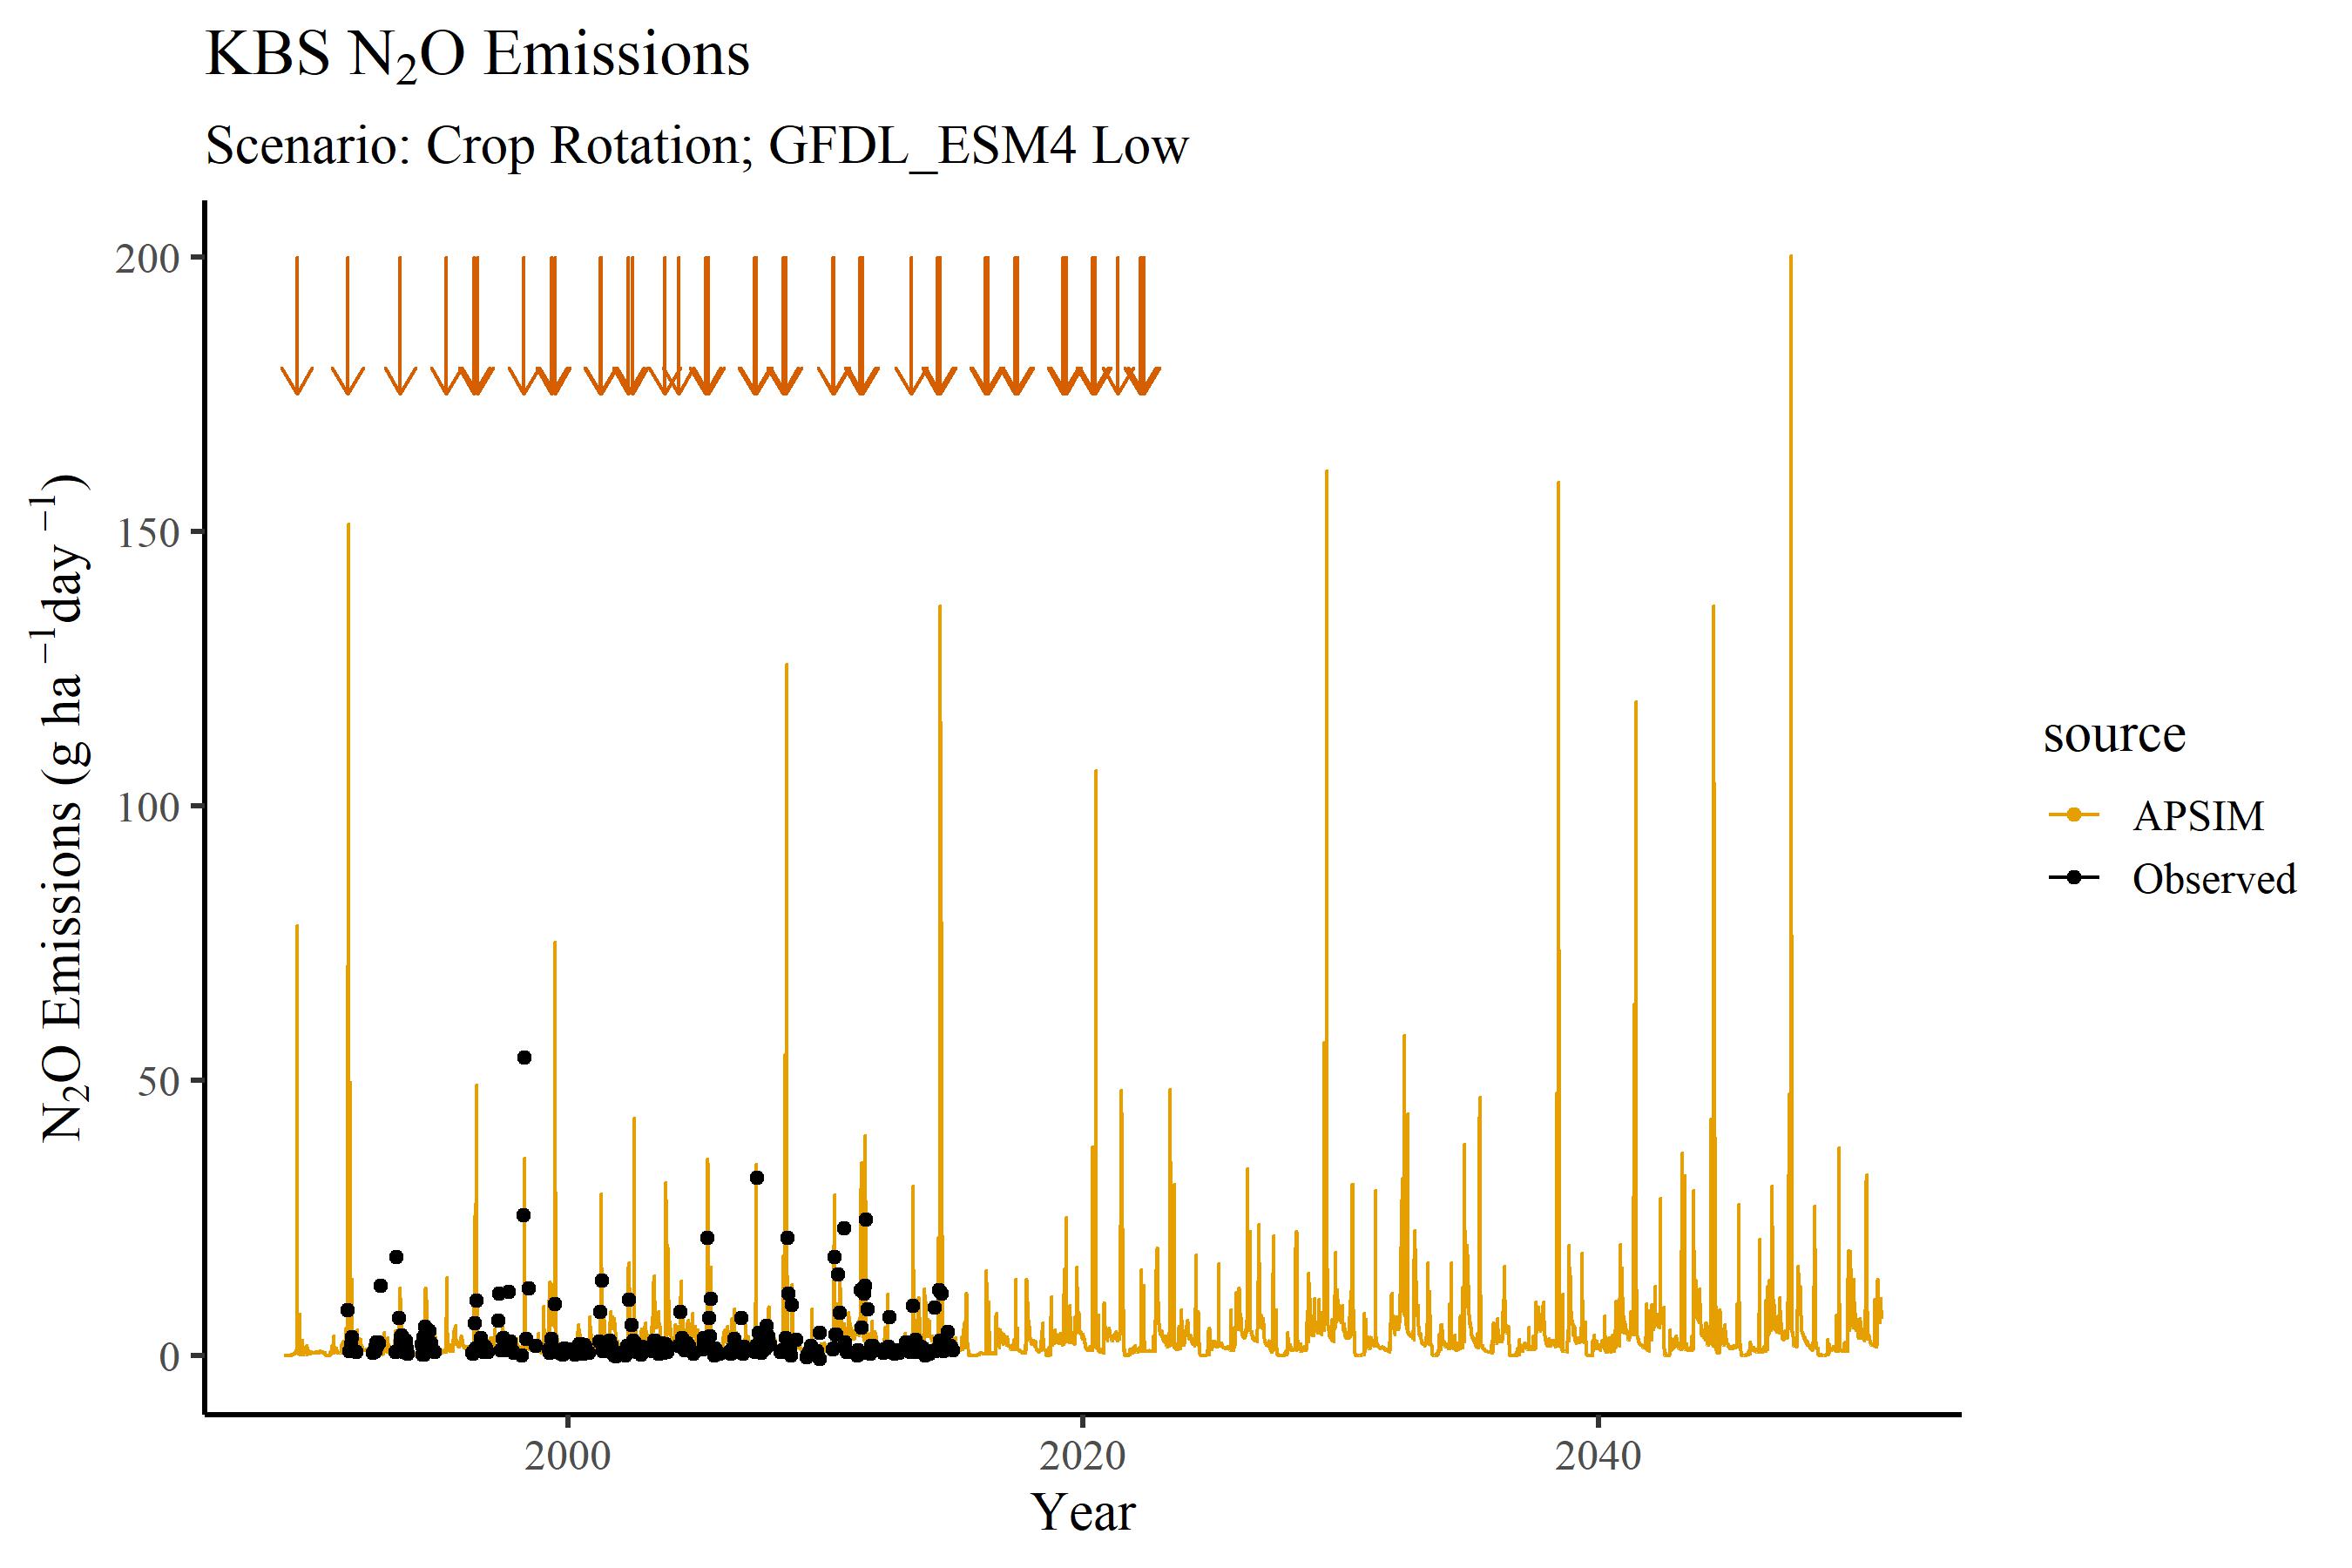 KBS N₂O Emissions
Scenario: Crop Rotation; GFDL_ESM4 Low
N₂O Emissions (g ha ⁻¹day ⁻¹)
200
150
100
50
0
2000
2020
2040
Year
source
APSIM
Observed